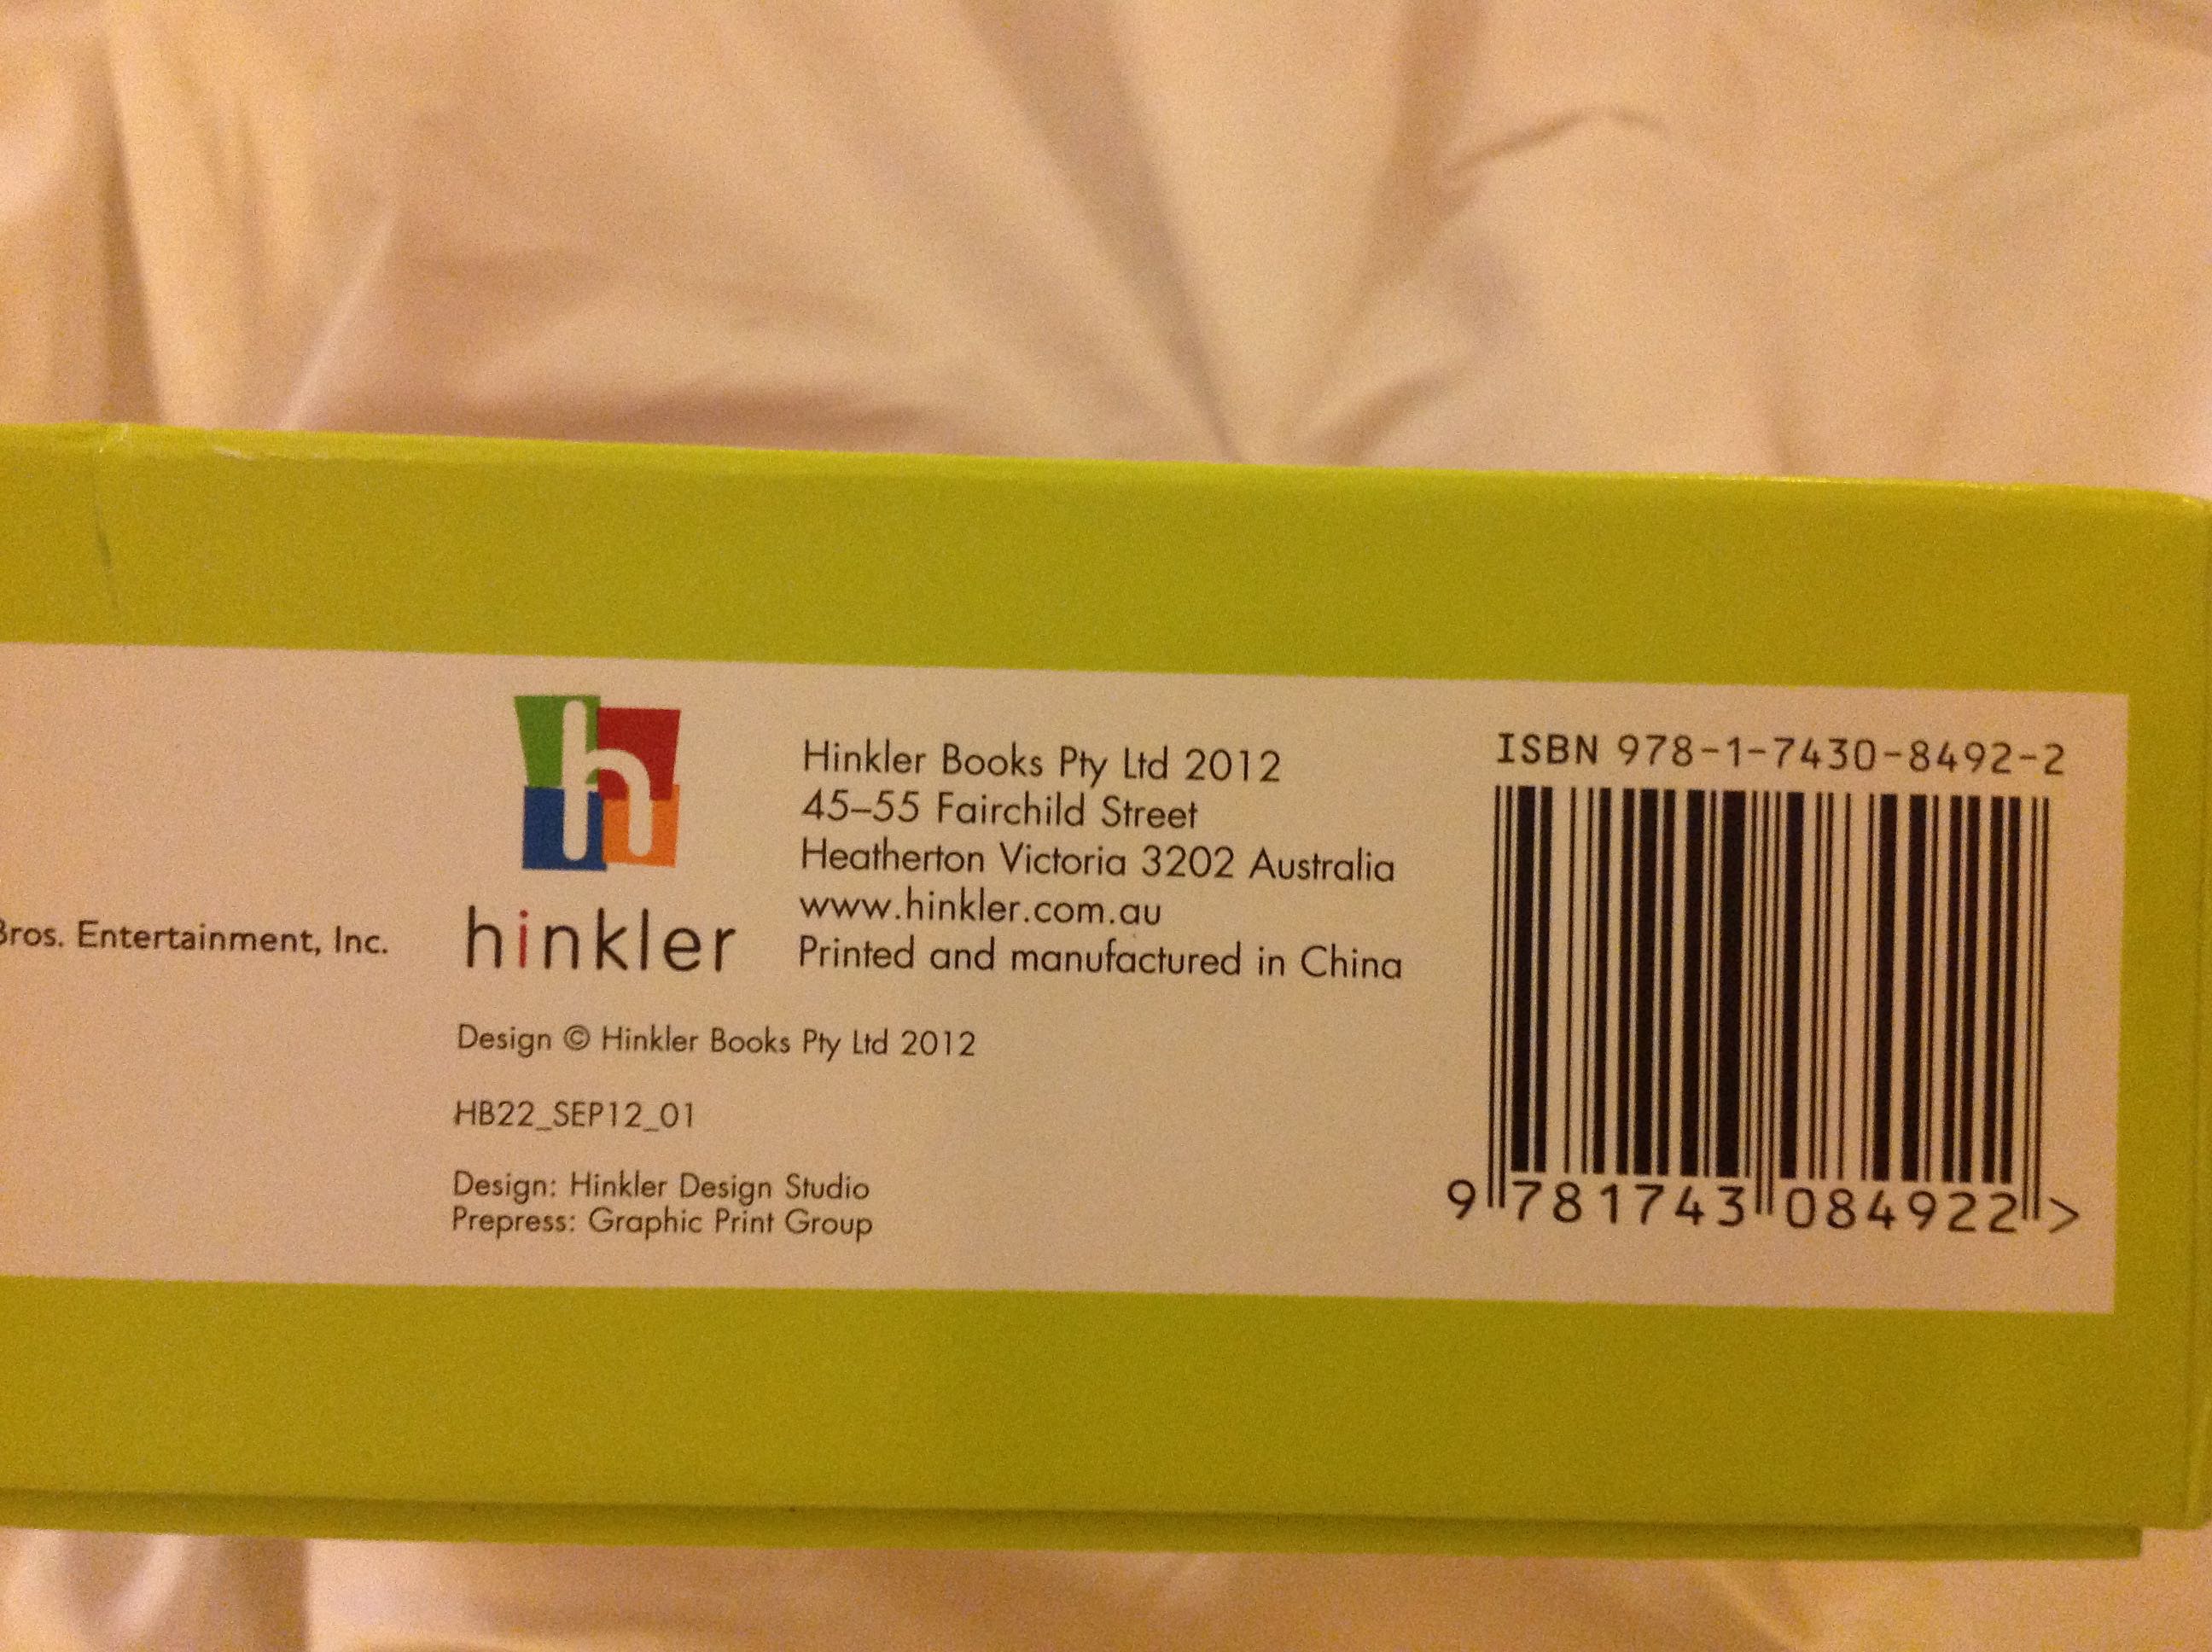 Bros. Entertainment, Inc.
h
hinkler
Hinkler Books Pty Ltd 2012
45–55 Fairchild Street
Heatherton Victoria 3202 Australia
www.hinkler.com.au
Printed and manufactured in China
Design © Hinkler Books Pty Ltd 2012
HB22_SEP12_01
Design: Hinkler Design Studio
Prepress: Graphic Print Group
ISBN 978-1-7430-8492-2
9 781743 084922 >